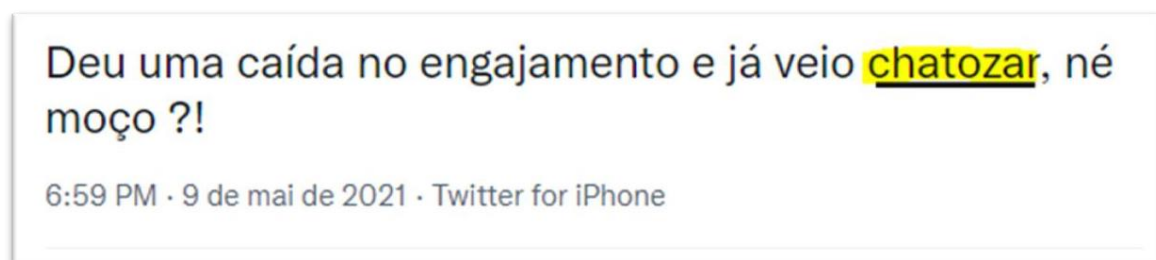 Deu uma caída no engajamento e já veio chatozar, né
moço ?!
6:59 PM · 9 de mai de 2021 · Twitter for iPhone